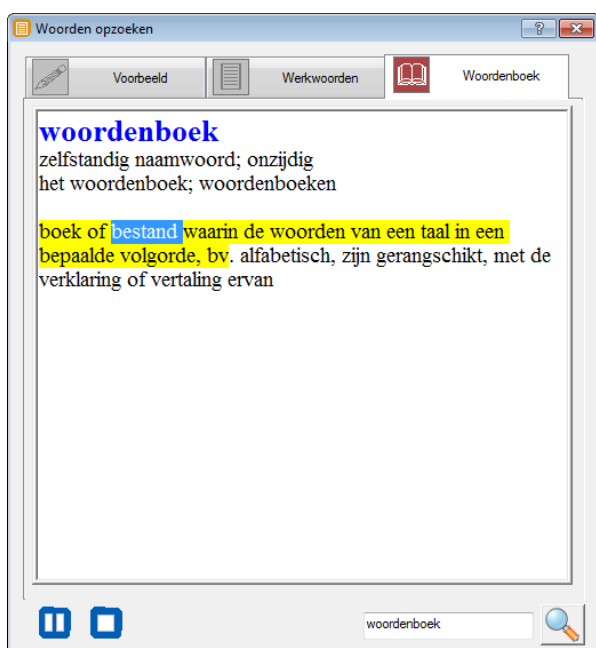 Woorden opzoeken
Voorbeeld
Werkwoorden
Woordenboek
woordenboek
zelfstandig naamwoord; onzijdig
het woordenboek; woordenboeken
boek of bestand waarin de woorden van een taal in een
bepaalde volgorde, bv. alfabetisch, zijn gerangschikt, met de
verklaring of vertaling ervan
woordenboek